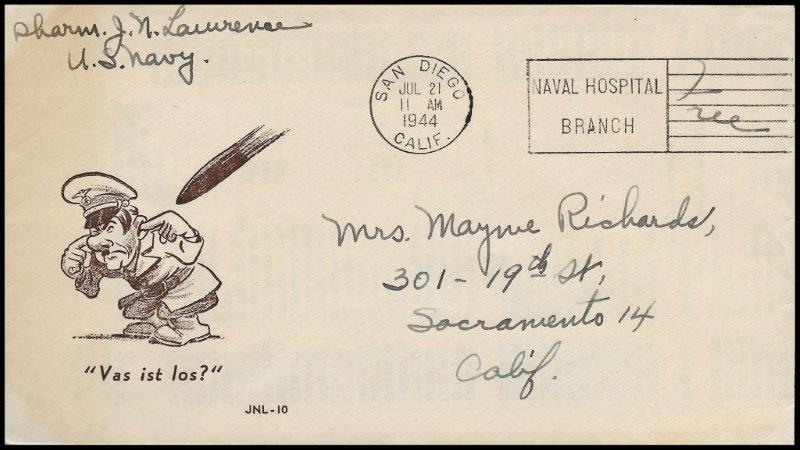 Pharm. J. N. Lawrence
U.S. Navy.
SAN DIEGO
JUL 21
11 AM
1944
CALIF.
NAVAL HOSPITAL
BRANCH
Free
Mrs. Mayme Richards,
301-19th St,
Sacramento 14
Calif.
"Vas ist los?"
JNL-10